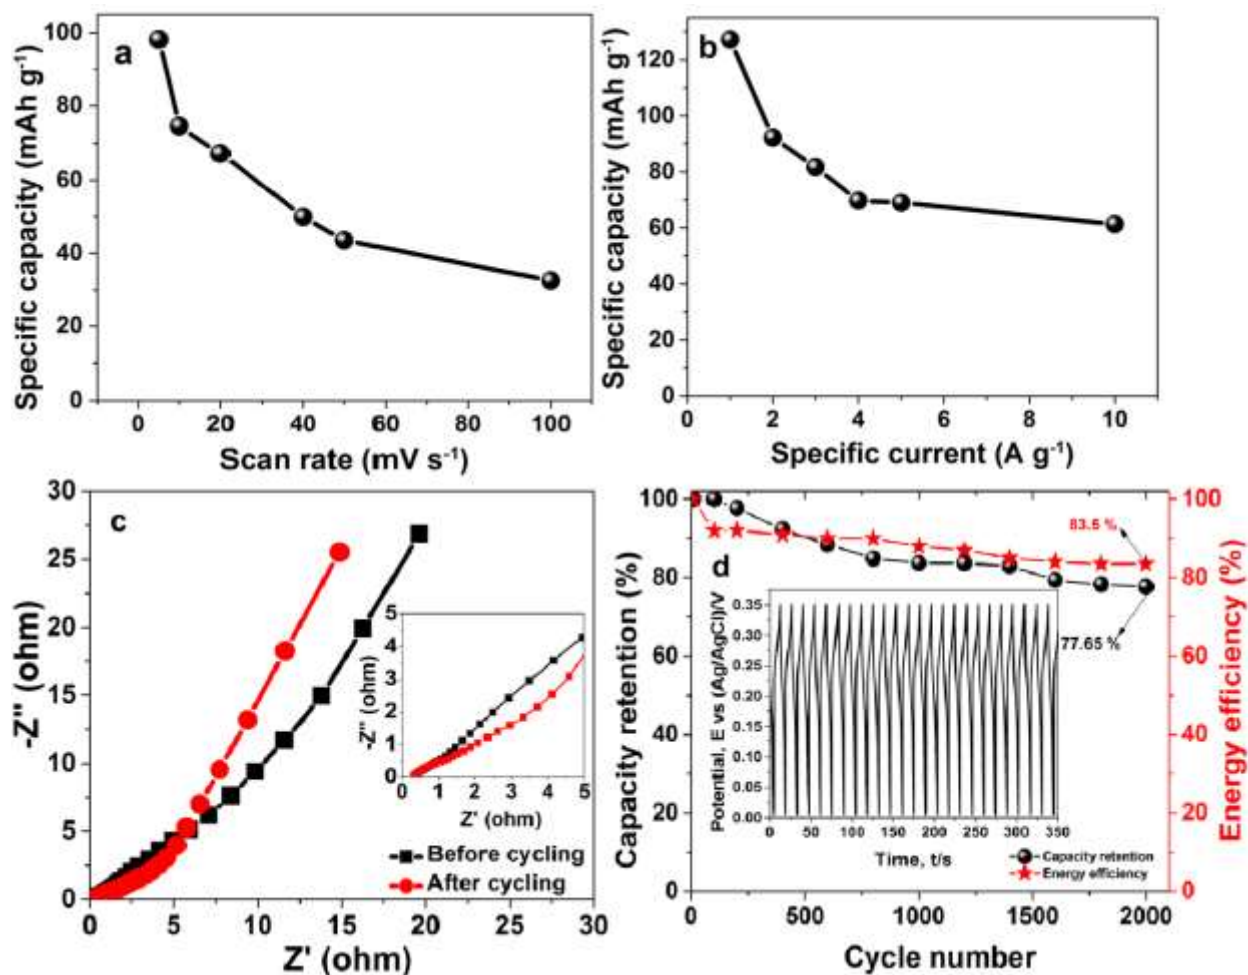 a
Specific capacity (mAh g⁻¹)
100
80
60
40
20
0
0 20 40 60 80 100
Scan rate (mV s⁻¹)
b
Specific capacity (mAh g⁻¹)
120
100
80
60
40
20
0
0 2 4 6 8 10
Specific current (A g⁻¹)
c
-Z'' (ohm)
30
25
20
15
10
5
0
0 5 10 15 20 25 30
Z' (ohm)
-Z'' (ohm)
5
4
3
2
1
0
0 1 2 3 4 5
Z' (ohm)
Before cycling
After cycling
d
Capacity retention (%)
100
80
60
40
20
0
0 500 1000 1500 2000
Cycle number
Energy efficiency (%)
100
80
60
40
20
0
83.5 %
77.65 %
Potential, E vs (Ag/AgCl)/V
0.35
0.30
0.25
0.20
0.15
0.10
0.05
0.00
0 50 100 150 200 250 300 350
Time, t/s
Capacity retention
Energy efficiency